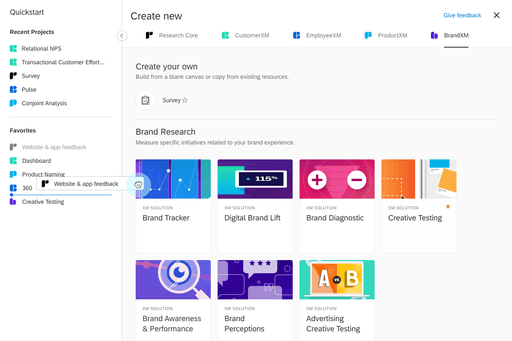 Quickstart
Recent Projects
Relational NPS
Transactional Customer Effort...
Survey
Pulse
Conjoint Analysis
Favorites
Website & app feedback
Dashboard
Product Naming
Website & app feedback
360
Creative Testing
Create new
Give feedback
Research Core
CustomerXM
EmployeeXM
ProductXM
BrandXM
Create your own
Build from a blank canvas or copy from existing resources.
Survey
Brand Research
Measure specific initiatives related to your brand experience.
115%
XM SOLUTION
Brand Tracker
XM SOLUTION
Digital Brand Lift
XM SOLUTION
Brand Diagnostic
XM SOLUTION
Creative Testing
XM SOLUTION
Brand Awareness
& Performance
XM SOLUTION
Brand
Perceptions
A vs B
XM SOLUTION
Advertising
Creative Testing